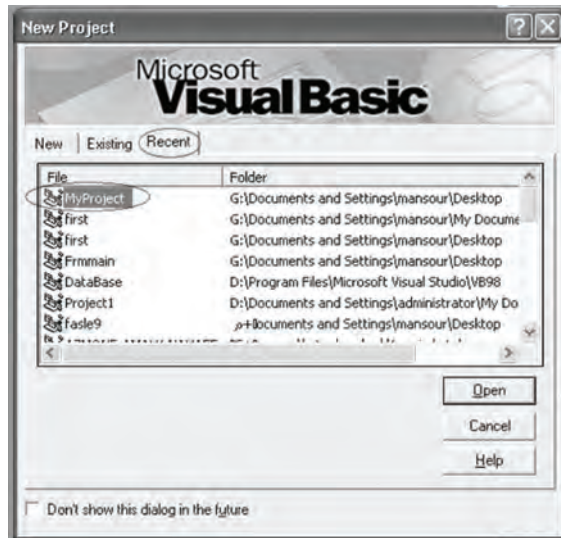 New Project
Microsoft
Visual Basic
New Existing Recent
File Folder
MyProject G:\Documents and Settings\mansour\Desktop
first G:\Documents and Settings\mansour\My Docume
first G:\Documents and Settings\mansour\Desktop
Frmmain G:\Documents and Settings\mansour\Desktop
DataBase D:\Program Files\Microsoft Visual Studio\VB98
Project1 D:\Documents and Settings\administrator\My Do
fasle9 ocuments and Settings\mansour\Desktop
Open
Cancel
Help
Don't show this dialog in the future